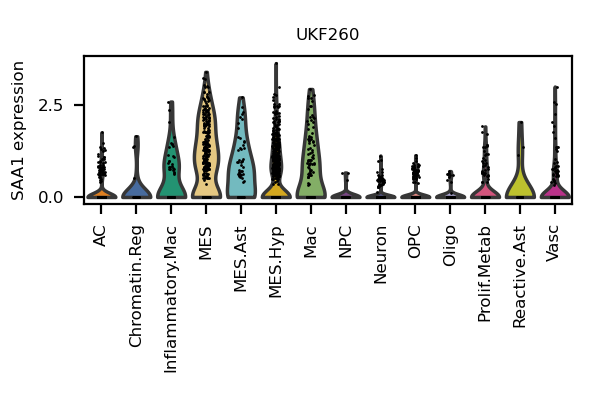 UKF260
SAA1 expression
2.5
0.0
AC
Chromatin.Reg
Inflammatory.Mac
MES
MES.Ast
MES.Hyp
Mac
NPC
Neuron
OPC
Oligo
Prolif.Metab
Reactive.Ast
Vasc